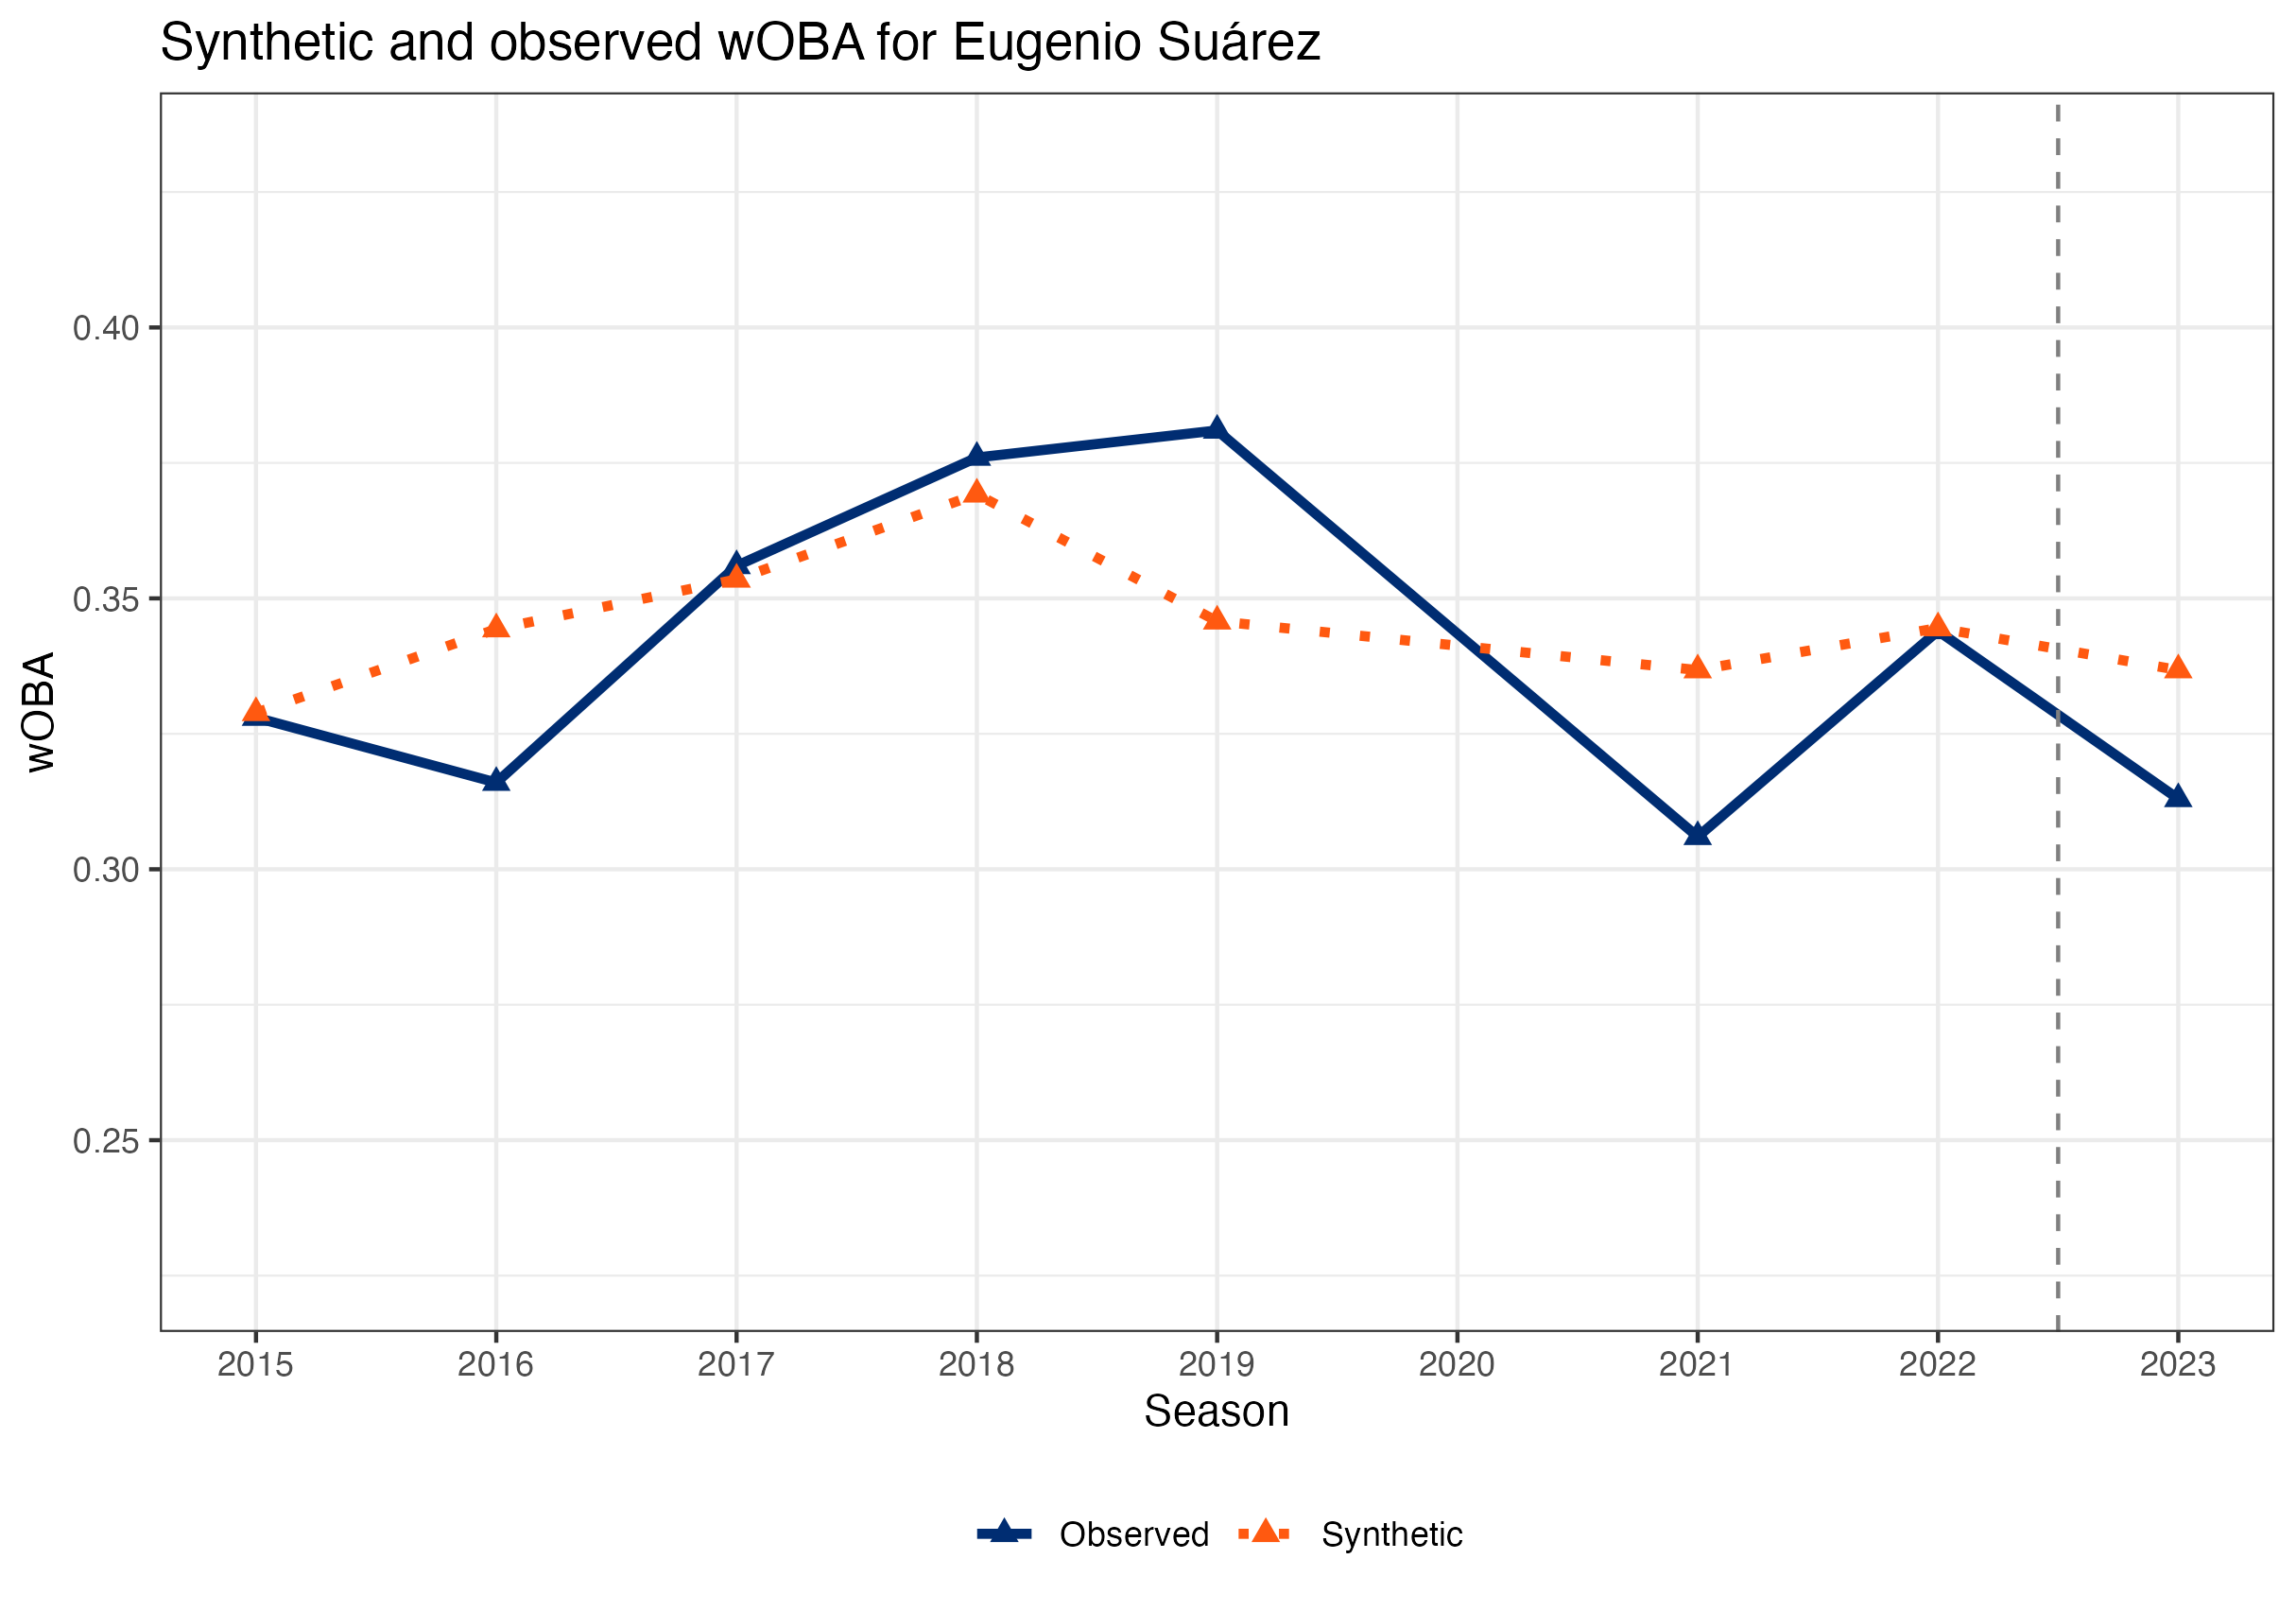 Synthetic and observed wOBA for Eugenio Suárez
wOBA
0.40
0.35
0.30
0.25
2015 2016 2017 2018 2019 2020 2021 2022 2023
Season
Observed Synthetic